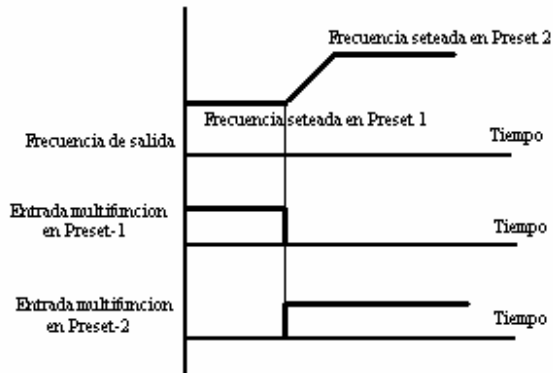 Frecuencia seteada en Preset 2
Frecuencia seteada en Preset 1
Frecuencia de salida
Tiempo
Entrada multifuncion
en Preset-1
Tiempo
Entrada multifuncion
en Preset-2
Tiempo